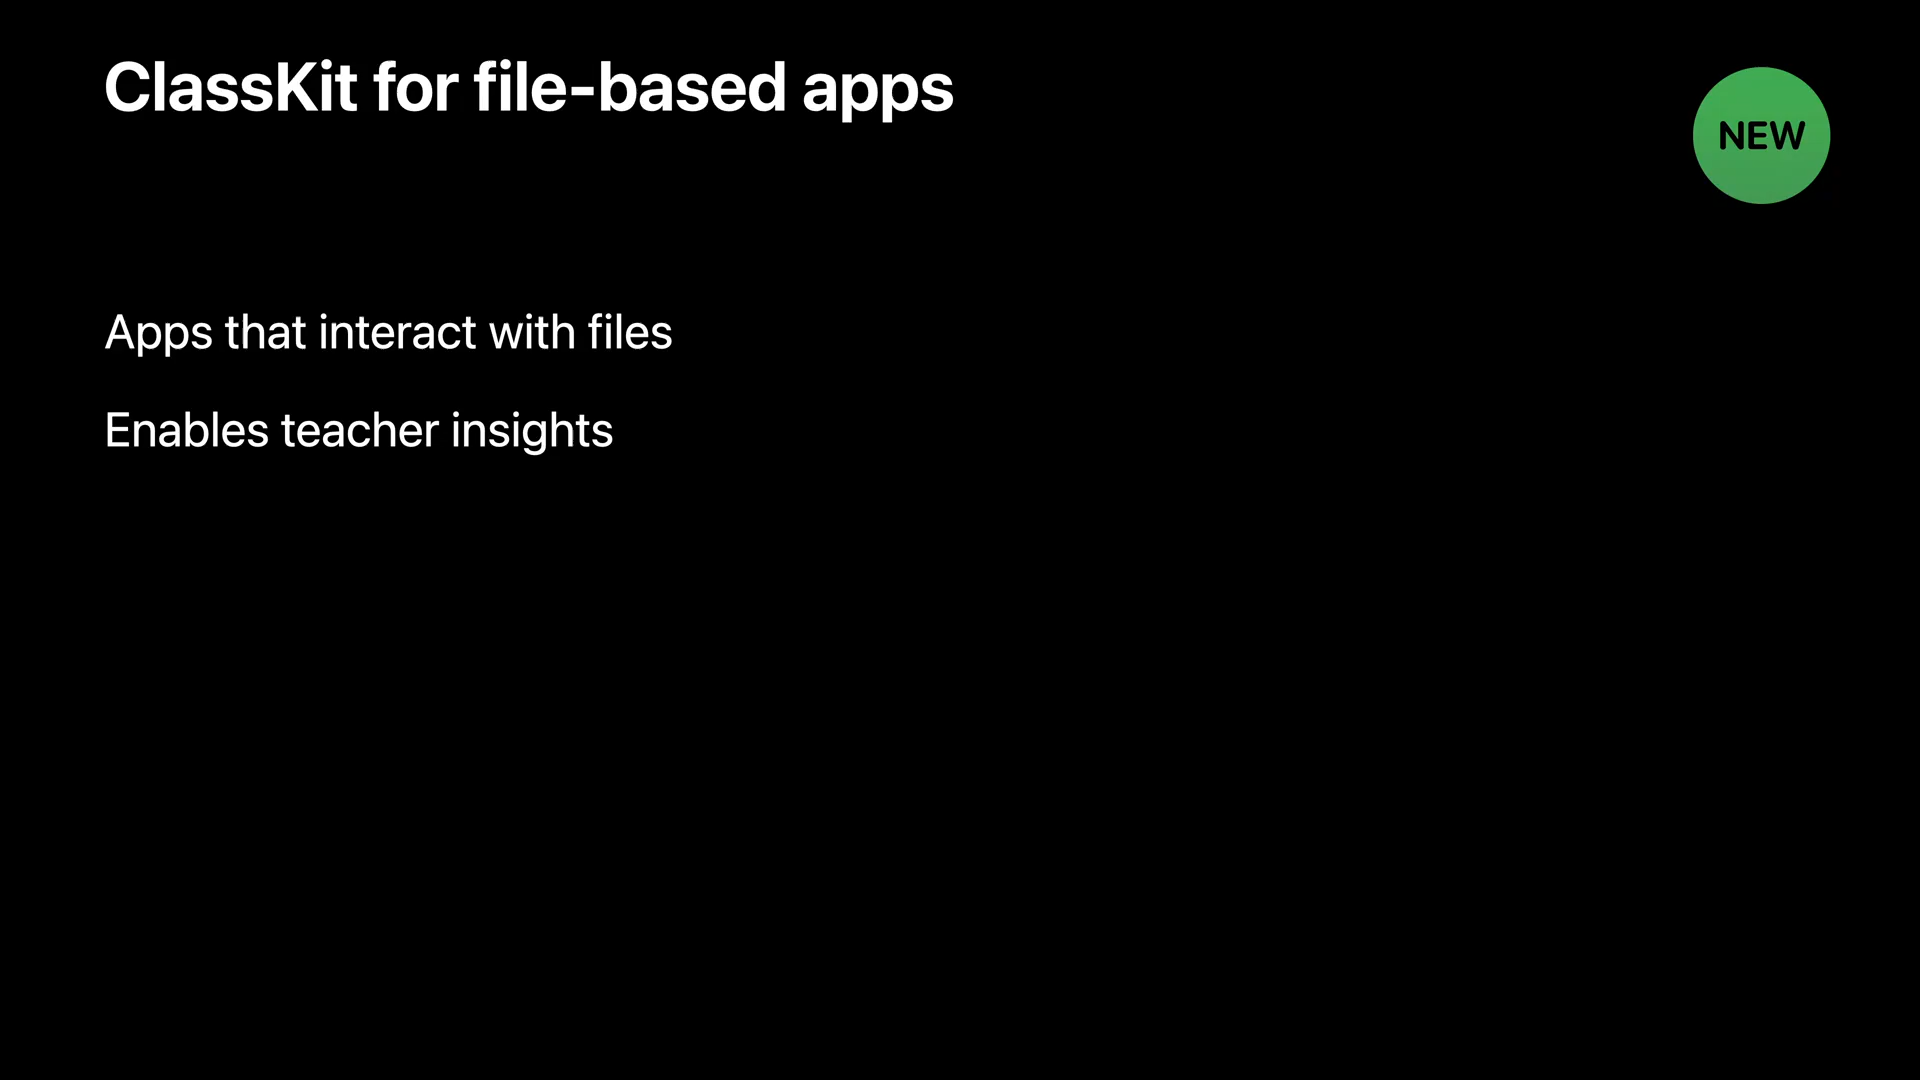 ClassKit for file-based apps
NEW
Apps that interact with files
Enables teacher insights